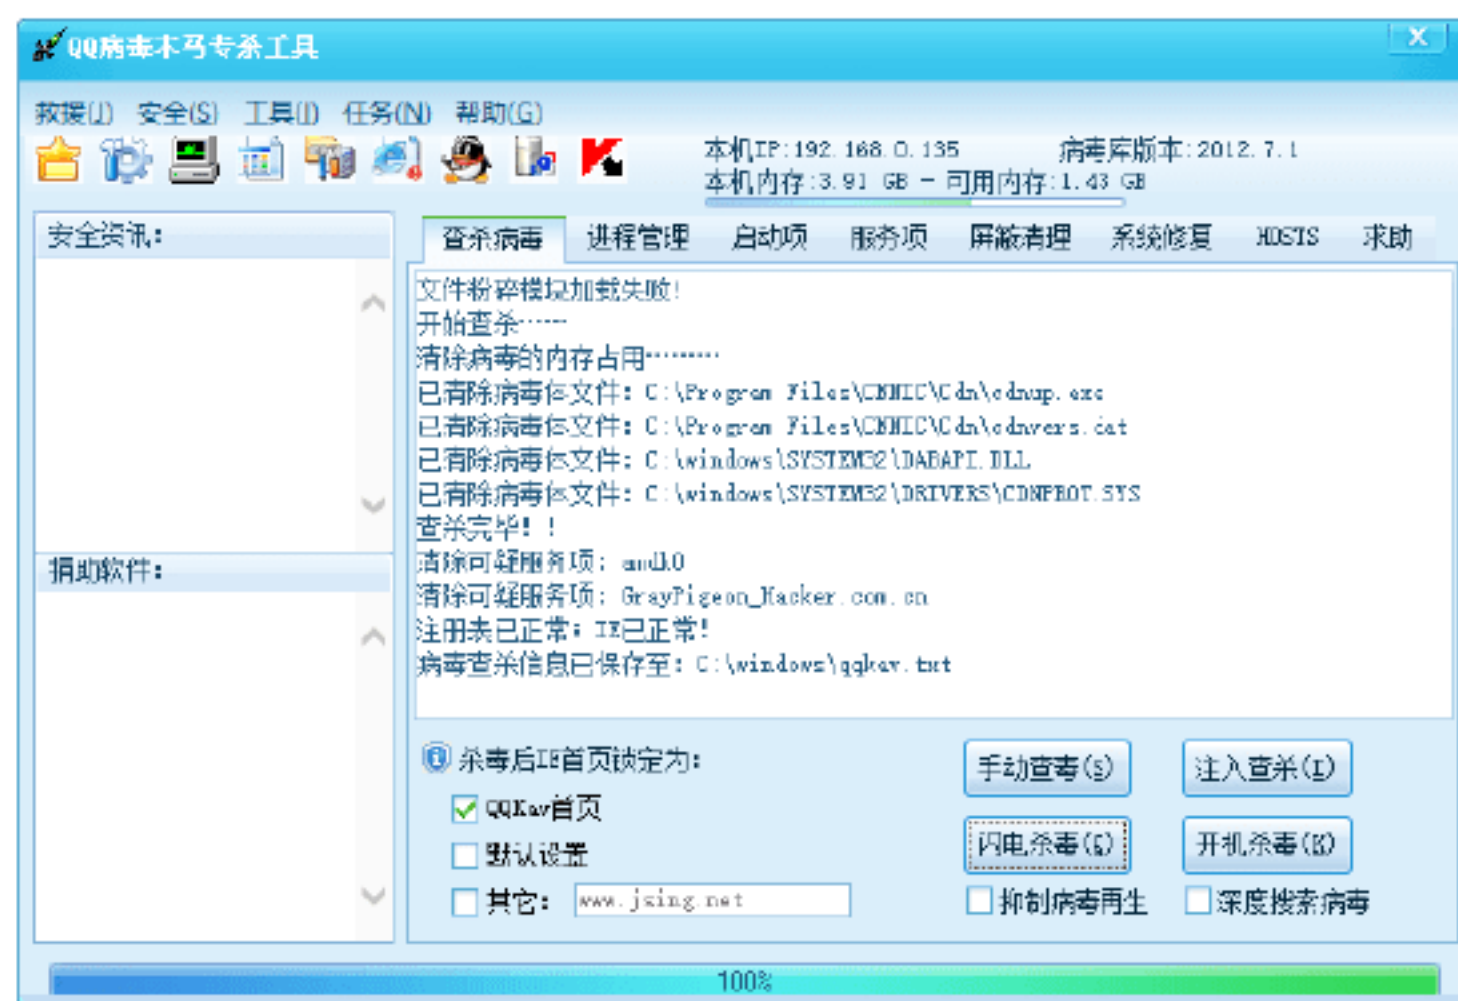 QQ病毒木马专杀工具
救援(J) 安全(S) 工具(I) 任务(N) 帮助(G)
本机IP:192.168.0.135 病毒库版本:2012.7.1
本机内存:3.91 GB - 可用内存:1.43 GB
安全资讯:
查杀病毒 进程管理 启动项 服务项 屏蔽清理 系统修复 HOSTS 求助
文件粉碎模块加载失败!
开始查杀……
清除病毒的内存占用………
已清除病毒体文件: C:\Program Files\CNNIC\Cdn\cdnup.exe
已清除病毒体文件: C:\Program Files\CNNIC\Cdn\cdnvers.dat
已清除病毒体文件: C:\windows\SYSTEM32\DABAPI.DLL
已清除病毒体文件: C:\windows\SYSTEM32\DRIVERS\CDNPROT.SYS
查杀完毕!!
清除可疑服务项: amdk0
清除可疑服务项: GrayPigeon_Hacker.com.cn
注册表已正常; IE已正常!
病毒查杀信息已保存至: C:\windows\qqkav.txt
捐助软件:
杀毒后IE首页锁定为:
QQKav首页
默认设置
其它: www.jsing.net
手动查毒(S) 注入查杀(I)
闪电杀毒 开机杀毒(K)
抑制病毒再生 深度搜索病毒
100%